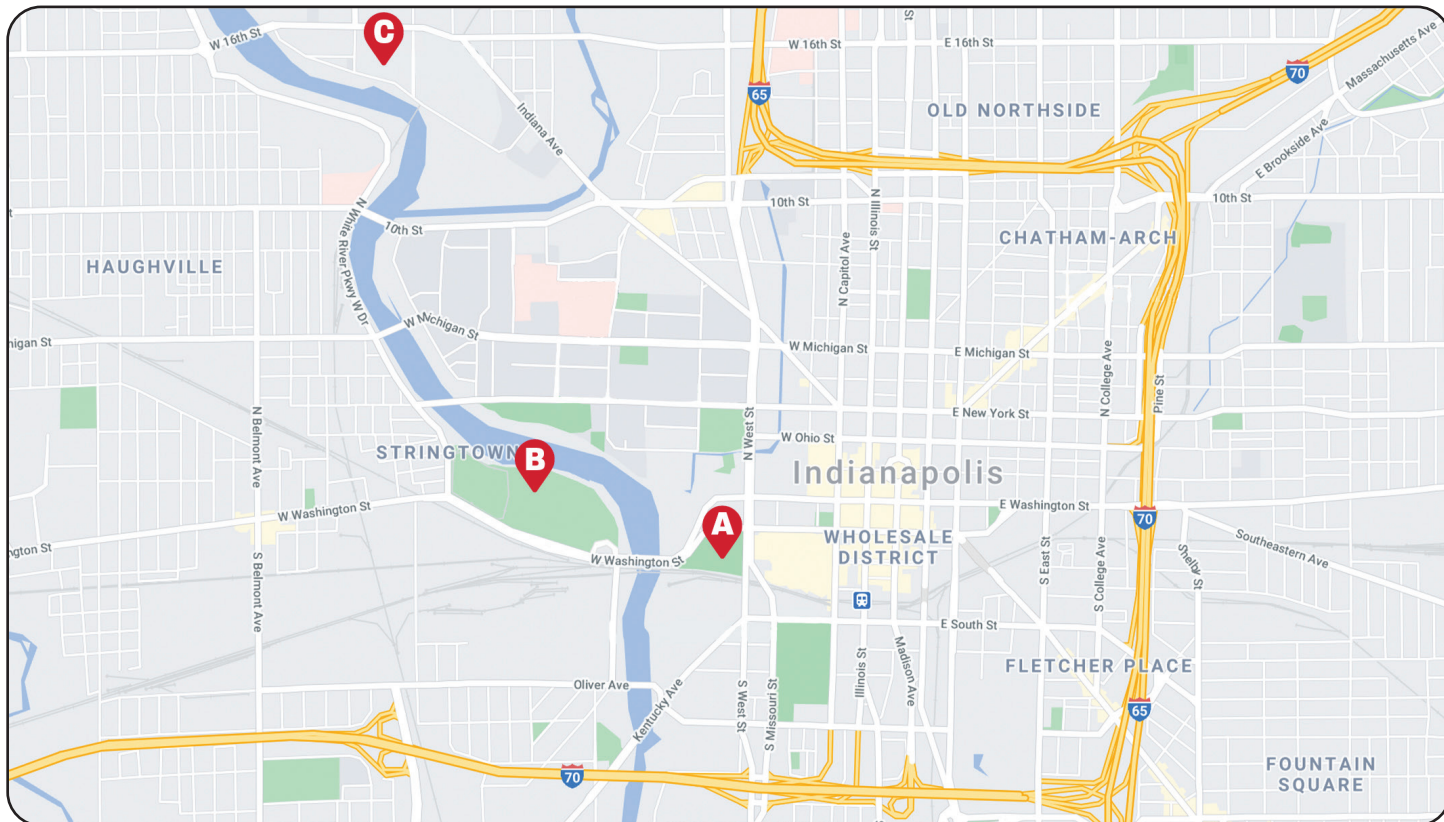 C
W 16th St
W 16th St
E 16th St
St
70
Massachusetts Ave
65
OLD NORTHSIDE
Indiana Ave
E Brookside Ave
10th St
10th St
10th St
N Illinois St
N White River Pkwy W Dr
N Capitol Ave
CHATHAM-ARCH
HAUGHVILLE
W Michigan St
higan St
W Michigan St
E Michigan St
N College Ave
Pine St
N Belmont Ave
E New York St
N West St
W Ohio St
STRINGTOWN
B
Indianapolis
W Washington St
E Washington St
A
70
ngton St
WHOLESALE
DISTRICT
Southeastern Ave
Shelby St
W Washington St
S East St
S College Ave
S Belmont Ave
E South St
Madison Ave
Illinois St
FLETCHER PLACE
Oliver Ave
Kentucky Ave
S West St
S Missouri St
65
70
FOUNTAIN
SQUARE